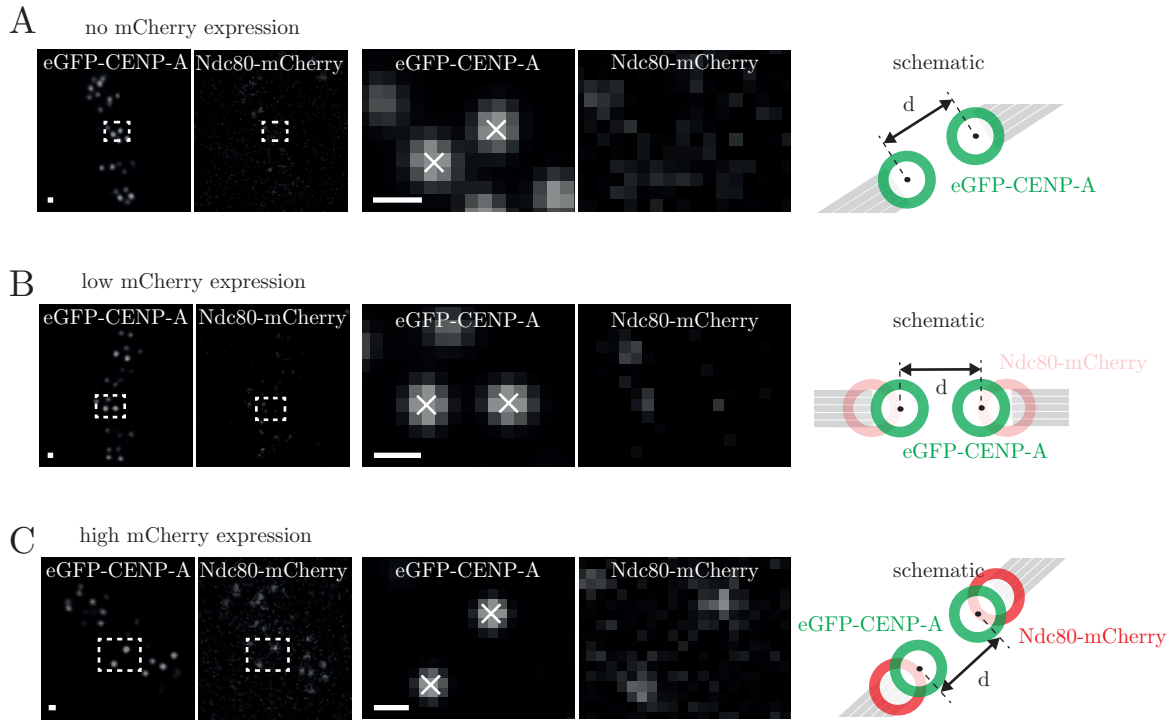 A
no mCherry expression
eGFP-CENP-A
Ndc80-mCherry
eGFP-CENP-A
Ndc80-mCherry
schematic
d
eGFP-CENP-A
B
low mCherry expression
eGFP-CENP-A
Ndc80-mCherry
eGFP-CENP-A
Ndc80-mCherry
schematic
Ndc80-mCherry
d
eGFP-CENP-A
C
high mCherry expression
eGFP-CENP-A
Ndc80-mCherry
eGFP-CENP-A
Ndc80-mCherry
schematic
eGFP-CENP-A
Ndc80-mCherry
d